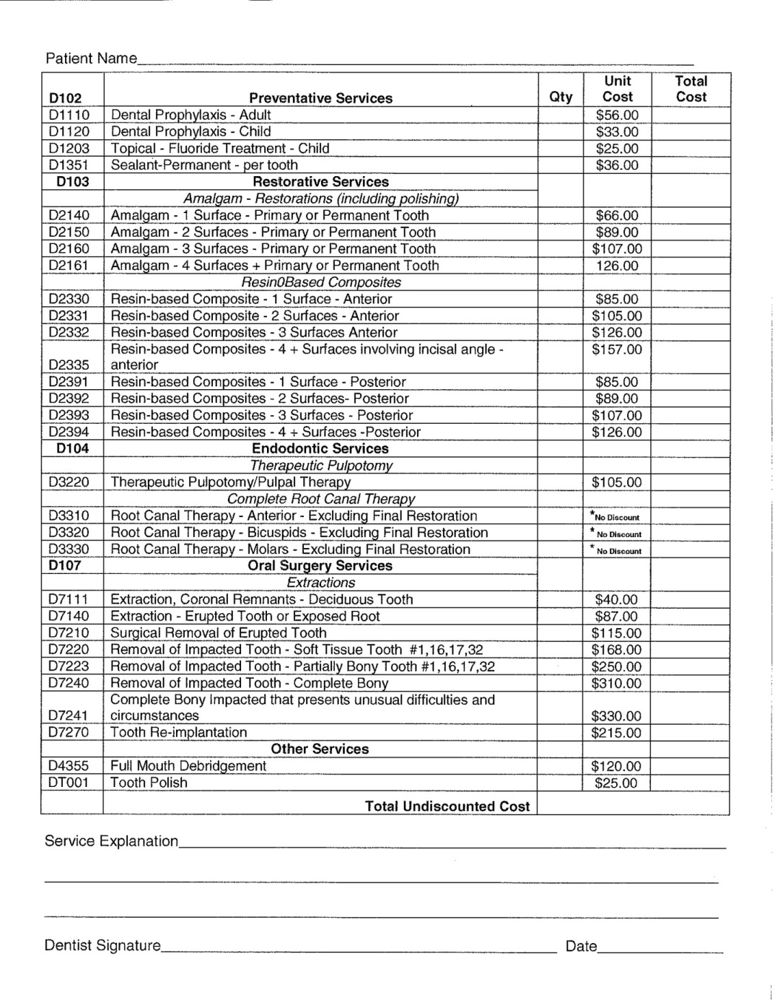 Patient Name
D102 Preventative Services Qty Unit Cost Total Cost
D1110 Dental Prophylaxis - Adult $56.00
D1120 Dental Prophylaxis - Child $33.00
D1203 Topical - Fluoride Treatment - Child $25.00
D1351 Sealant-Permanent - per tooth $36.00
D103 Restorative Services
Amalgam - Restorations (including polishing)
D2140 Amalgam - 1 Surface - Primary or Permanent Tooth $66.00
D2150 Amalgam - 2 Surfaces - Primary or Permanent Tooth $89.00
D2160 Amalgam - 3 Surfaces - Primary or Permanent Tooth $107.00
D2161 Amalgam - 4 Surfaces + Primary or Permanent Tooth 126.00
Resin0Based Composites
D2330 Resin-based Composite - 1 Surface - Anterior $85.00
D2331 Resin-based Composite - 2 Surfaces - Anterior $105.00
D2332 Resin-based Composites - 3 Surfaces Anterior $126.00
Resin-based Composites - 4 + Surfaces involving incisal angle - $157.00
D2335 anterior
D2391 Resin-based Composites - 1 Surface - Posterior $85.00
D2392 Resin-based Composites - 2 Surfaces- Posterior $89.00
D2393 Resin-based Composites - 3 Surfaces - Posterior $107.00
D2394 Resin-based Composites - 4 + Surfaces -Posterior $126.00
D104 Endodontic Services
Therapeutic Pulpotomy
D3220 Therapeutic Pulpotomy/Pulpal Therapy $105.00
Complete Root Canal Therapy
D3310 Root Canal Therapy - Anterior - Excluding Final Restoration *No Discount
D3320 Root Canal Therapy - Bicuspids - Excluding Final Restoration * No Discount
D3330 Root Canal Therapy - Molars - Excluding Final Restoration * No Discount
D107 Oral Surgery Services
Extractions
D7111 Extraction, Coronal Remnants - Deciduous Tooth $40.00
D7140 Extraction - Erupted Tooth or Exposed Root $87.00
D7210 Surgical Removal of Erupted Tooth $115.00
D7220 Removal of Impacted Tooth - Soft Tissue Tooth #1,16,17,32 $168.00
D7223 Removal of Impacted Tooth - Partially Bony Tooth #1,16,17,32 $250.00
D7240 Removal of Impacted Tooth - Complete Bony $310.00
Complete Bony Impacted that presents unusual difficulties and
D7241 circumstances $330.00
D7270 Tooth Re-implantation $215.00
Other Services
D4355 Full Mouth Debridgement $120.00
DT001 Tooth Polish $25.00
Total Undiscounted Cost
Service Explanation
Dentist Signature Date